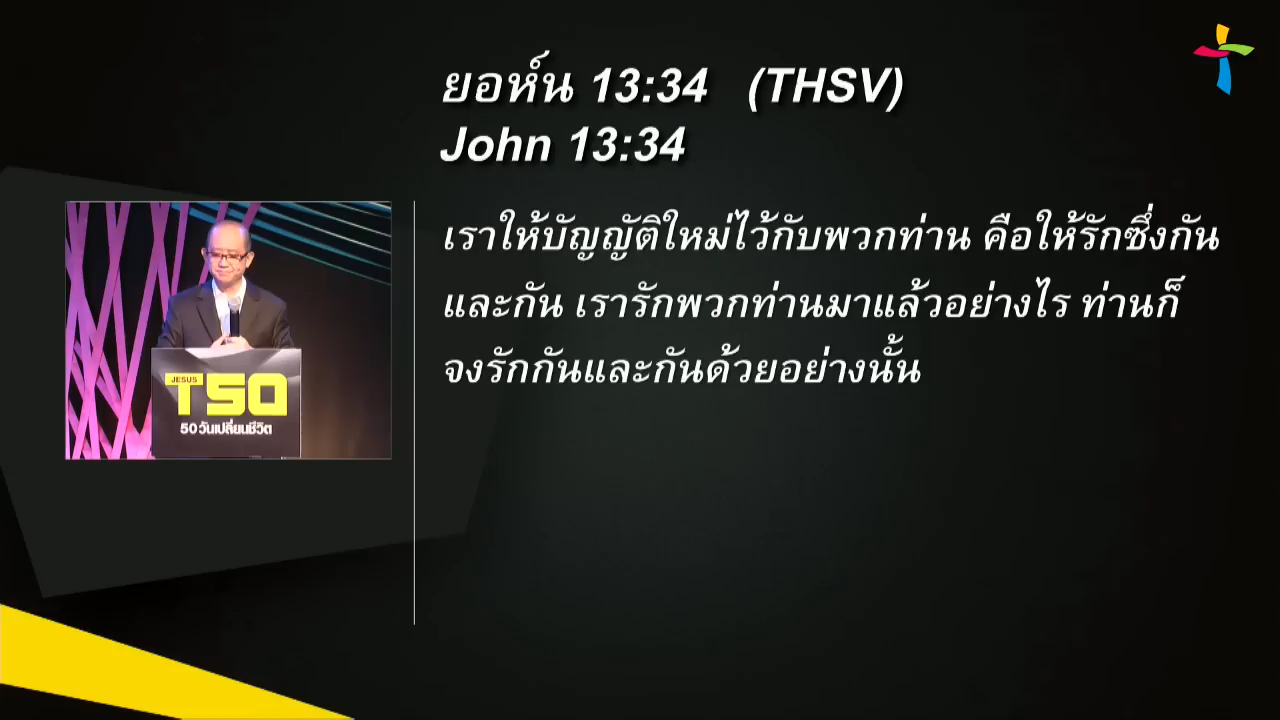 ยอห์น 13:34 (THSV)
John 13:34
เราให้บัญญัติใหม่ไว้กับพวกท่าน คือให้รักซึ่งกัน
และกัน เรารักพวกท่านมาแล้วอย่างไร ท่านก็
จงรักกันและกันด้วยอย่างนั้น
JESUS
T50
50 วันเปลี่ยนชีวิต